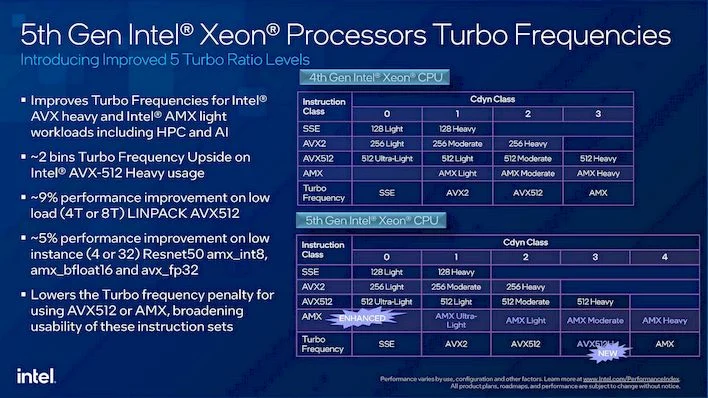 5th Gen Intel® Xeon® Processors Turbo Frequencies
Introducing Improved 5 Turbo Ratio Levels
▪ Improves Turbo Frequencies for Intel®
AVX heavy and Intel® AMX light
workloads including HPC and AI
▪ ~2 bins Turbo Frequency Upside on
Intel® AVX-512 Heavy usage
▪ ~9% performance improvement on low
load (4T or 8T) LINPACK AVX512
▪ ~5% performance improvement on low
instance (4 or 32) Resnet50 amx_int8,
amx_bfloat16 and avx_fp32
▪ Lowers the Turbo frequency penalty for
using AVX512 or AMX, broadening
usability of these instruction sets
4th Gen Intel® Xeon® CPU
Instruction Class Cdyn Class
0 1 2 3
SSE 128 Light 128 Heavy
AVX2 256 Light 256 Moderate 256 Heavy
AVX512 512 Ultra-Light 512 Light 512 Moderate 512 Heavy
AMX AMX Light AMX Moderate AMX Heavy
Turbo Frequency SSE AVX2 AVX512 AMX
5th Gen Intel® Xeon® CPU
Instruction Class Cdyn Class
0 1 2 3 4
SSE 128 Light 128 Heavy
AVX2 256 Light 256 Moderate 256 Heavy
AVX512 512 Ultra-Light 512 Light 512 Moderate 512 Heavy
AMX ENHANCED AMX Ultra-Light AMX Light AMX Moderate AMX Heavy
Turbo Frequency SSE AVX2 AVX512 AMX
NEW
intel.
Performance varies by use, configuration and other factors. Learn more at www.intel.com/PerformanceIndex.
All product plans, roadmaps, and performance are subject to change without notice.